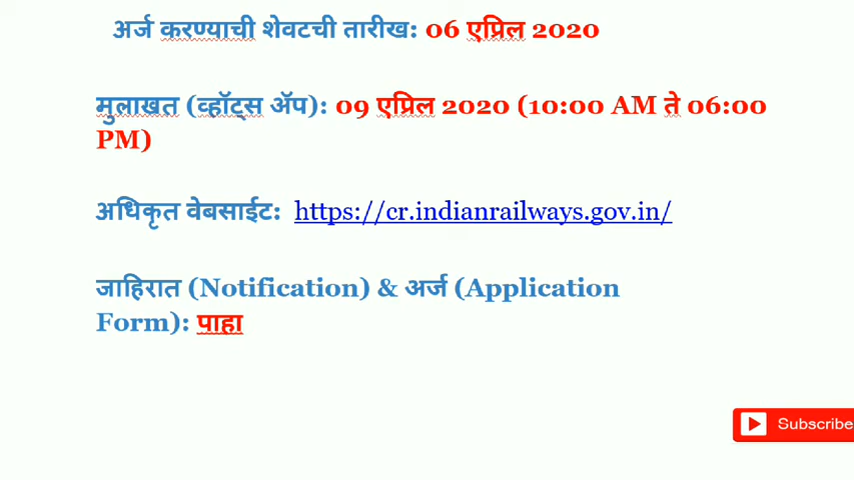 अर्ज करण्याची शेवटची तारीख: 06 एप्रिल 2020
मुलाखत (व्हॉट्स ॲप): 09 एप्रिल 2020 (10:00 AM ते 06:00
PM)
अधिकृत वेबसाईट: https://cr.indianrailways.gov.in/
जाहिरात (Notification) & अर्ज (Application
Form): पाहा
Subscribe